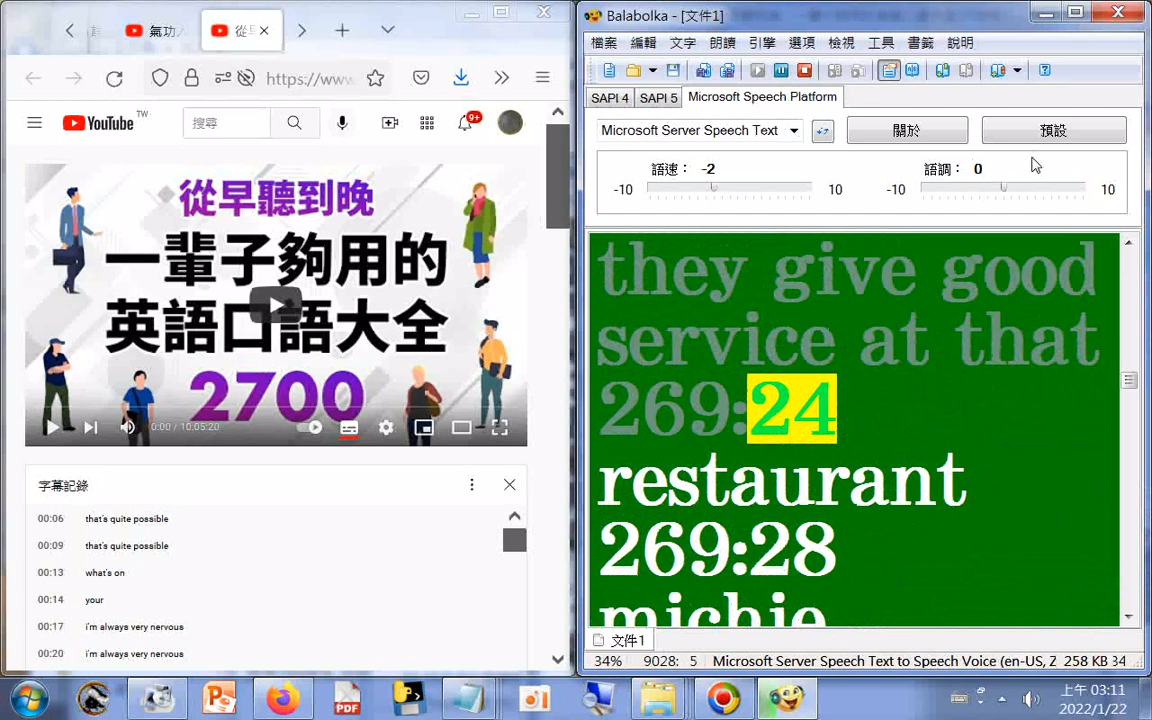 氣功
從
https://www.
YouTube TW
搜尋
9+
從早聽到晚
一輩子夠用的
英語口語大全
2700
0:00 / 10:05:20
字幕記錄
00:06 that's quite possible
00:09 that's quite possible
00:13 what's on
00:14 your
00:17 i'm always very nervous
00:20 i'm always very nervous
Balabolka - [文件1]
檔案 編輯 文字 朗讀 引擎 選項 檢視 工具 書籤 說明
SAPI 4 SAPI 5 Microsoft Speech Platform
Microsoft Server Speech Text 關於 預設
語速： -2 語調： 0
-10 10 -10 10
they give good
service at that
269:24
restaurant
269:28
michie
文件1
34% 9028: 5 Microsoft Server Speech Text to Speech Voice (en-US, Z 258 KB 34
PDF
上午 03:11
2022/1/22